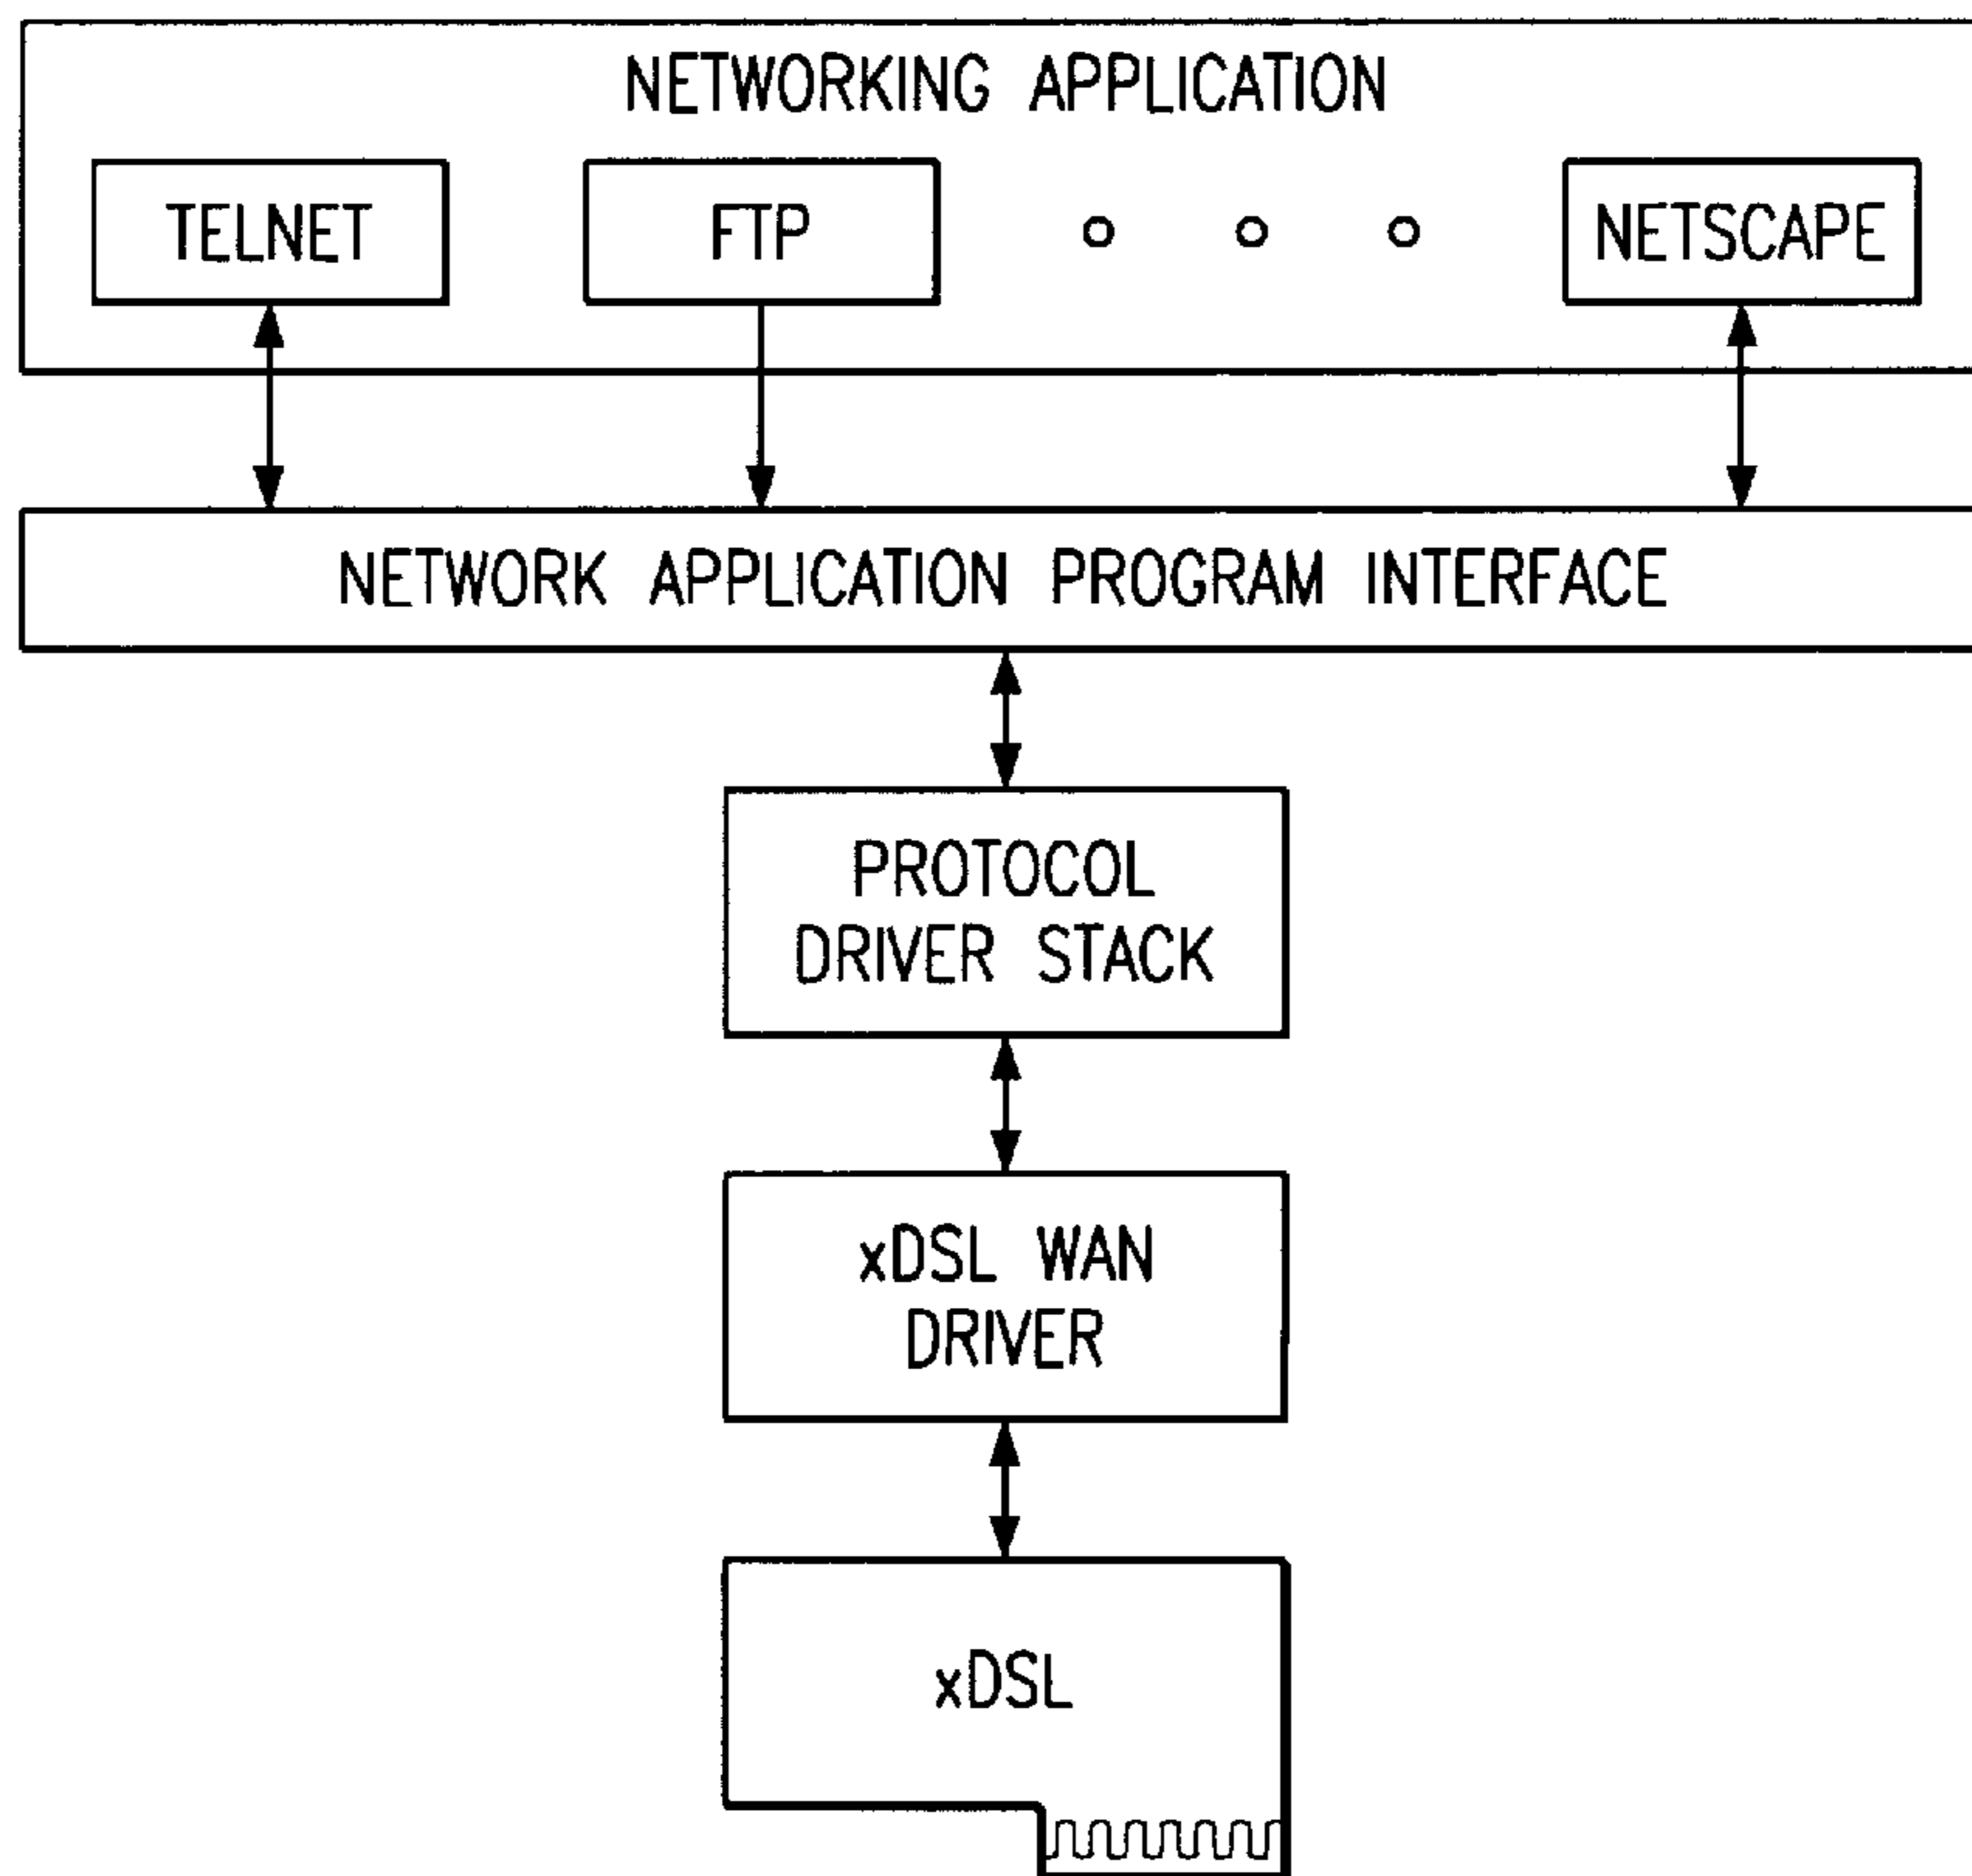 NETWORKING APPLICATION
TELNET
FTP
NETSCAPE
NETWORK APPLICATION PROGRAM INTERFACE
PROTOCOL
DRIVER STACK
xDSL WAN
DRIVER
xDSL